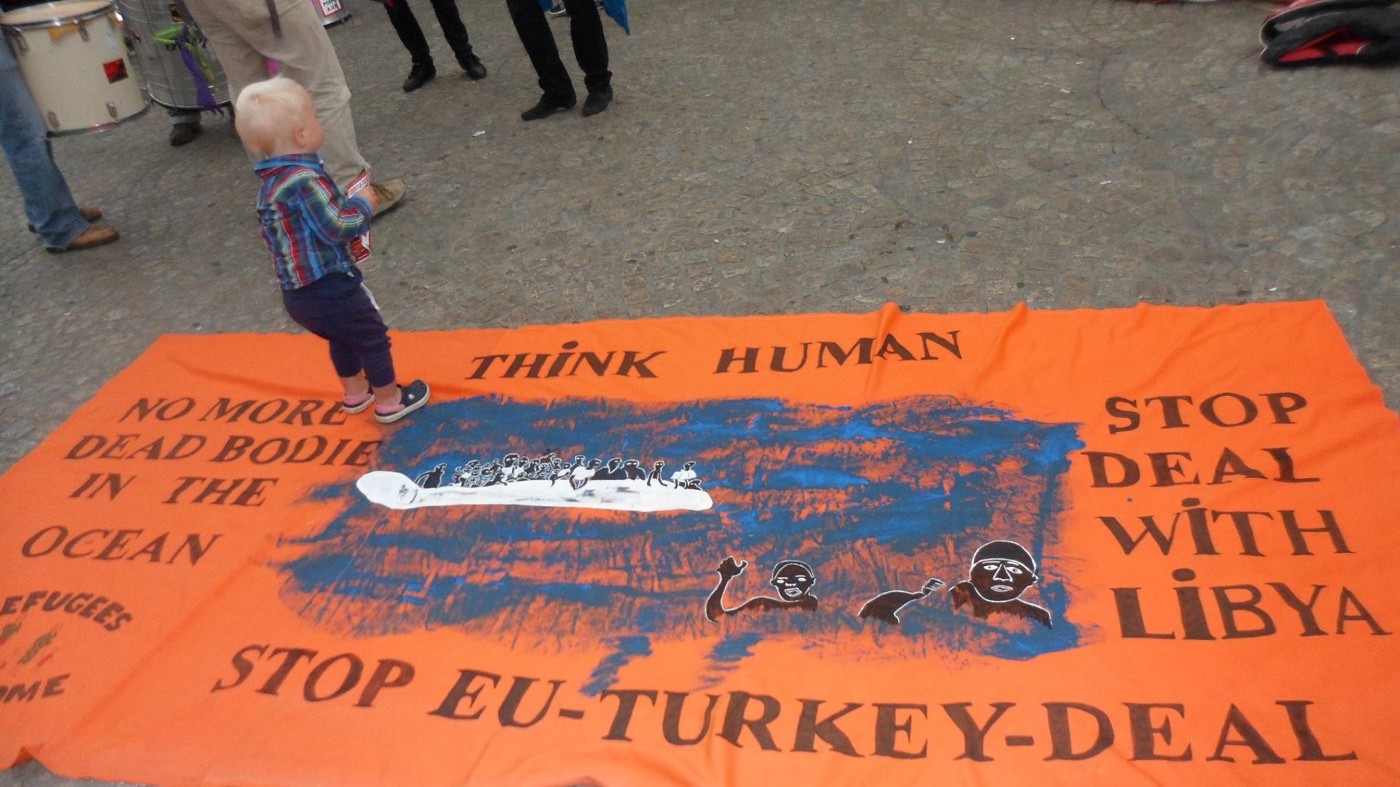 THiNK HUMAN
NO MORE
DEAD BODIE
IN THE
OCEAN
STOP
DEAL
WiTH
LiBYA
EFUGEES
OME
STOP EU-TURKEY-DEAL